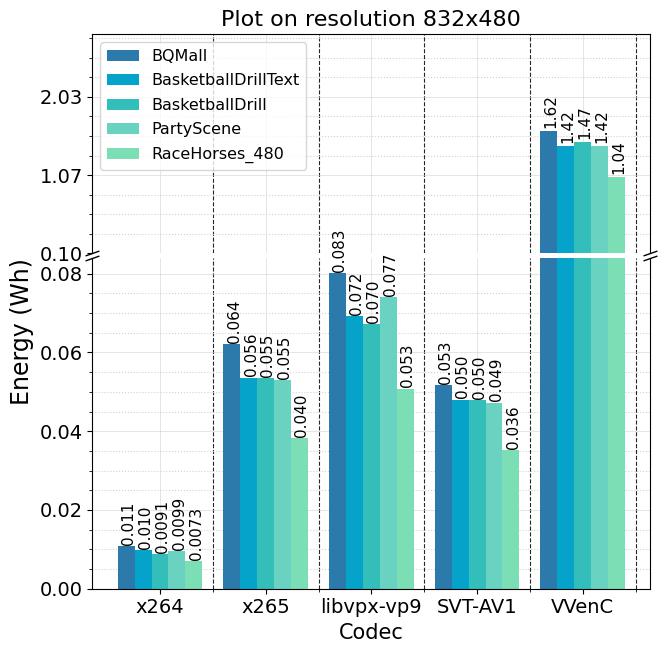 Plot on resolution 832x480
BQMall
BasketballDrillText
BasketballDrill
PartyScene
RaceHorses_480
2.03
1.07
0.10
0.08
0.06
0.04
0.02
0.00
Energy (Wh)
0.011
0.010
0.0091
0.0099
0.0073
0.064
0.056
0.055
0.055
0.040
0.083
0.072
0.070
0.077
0.053
0.053
0.050
0.050
0.049
0.036
1.62
1.42
1.47
1.42
1.04
x264
x265
libvpx-vp9
SVT-AV1
VVenC
Codec